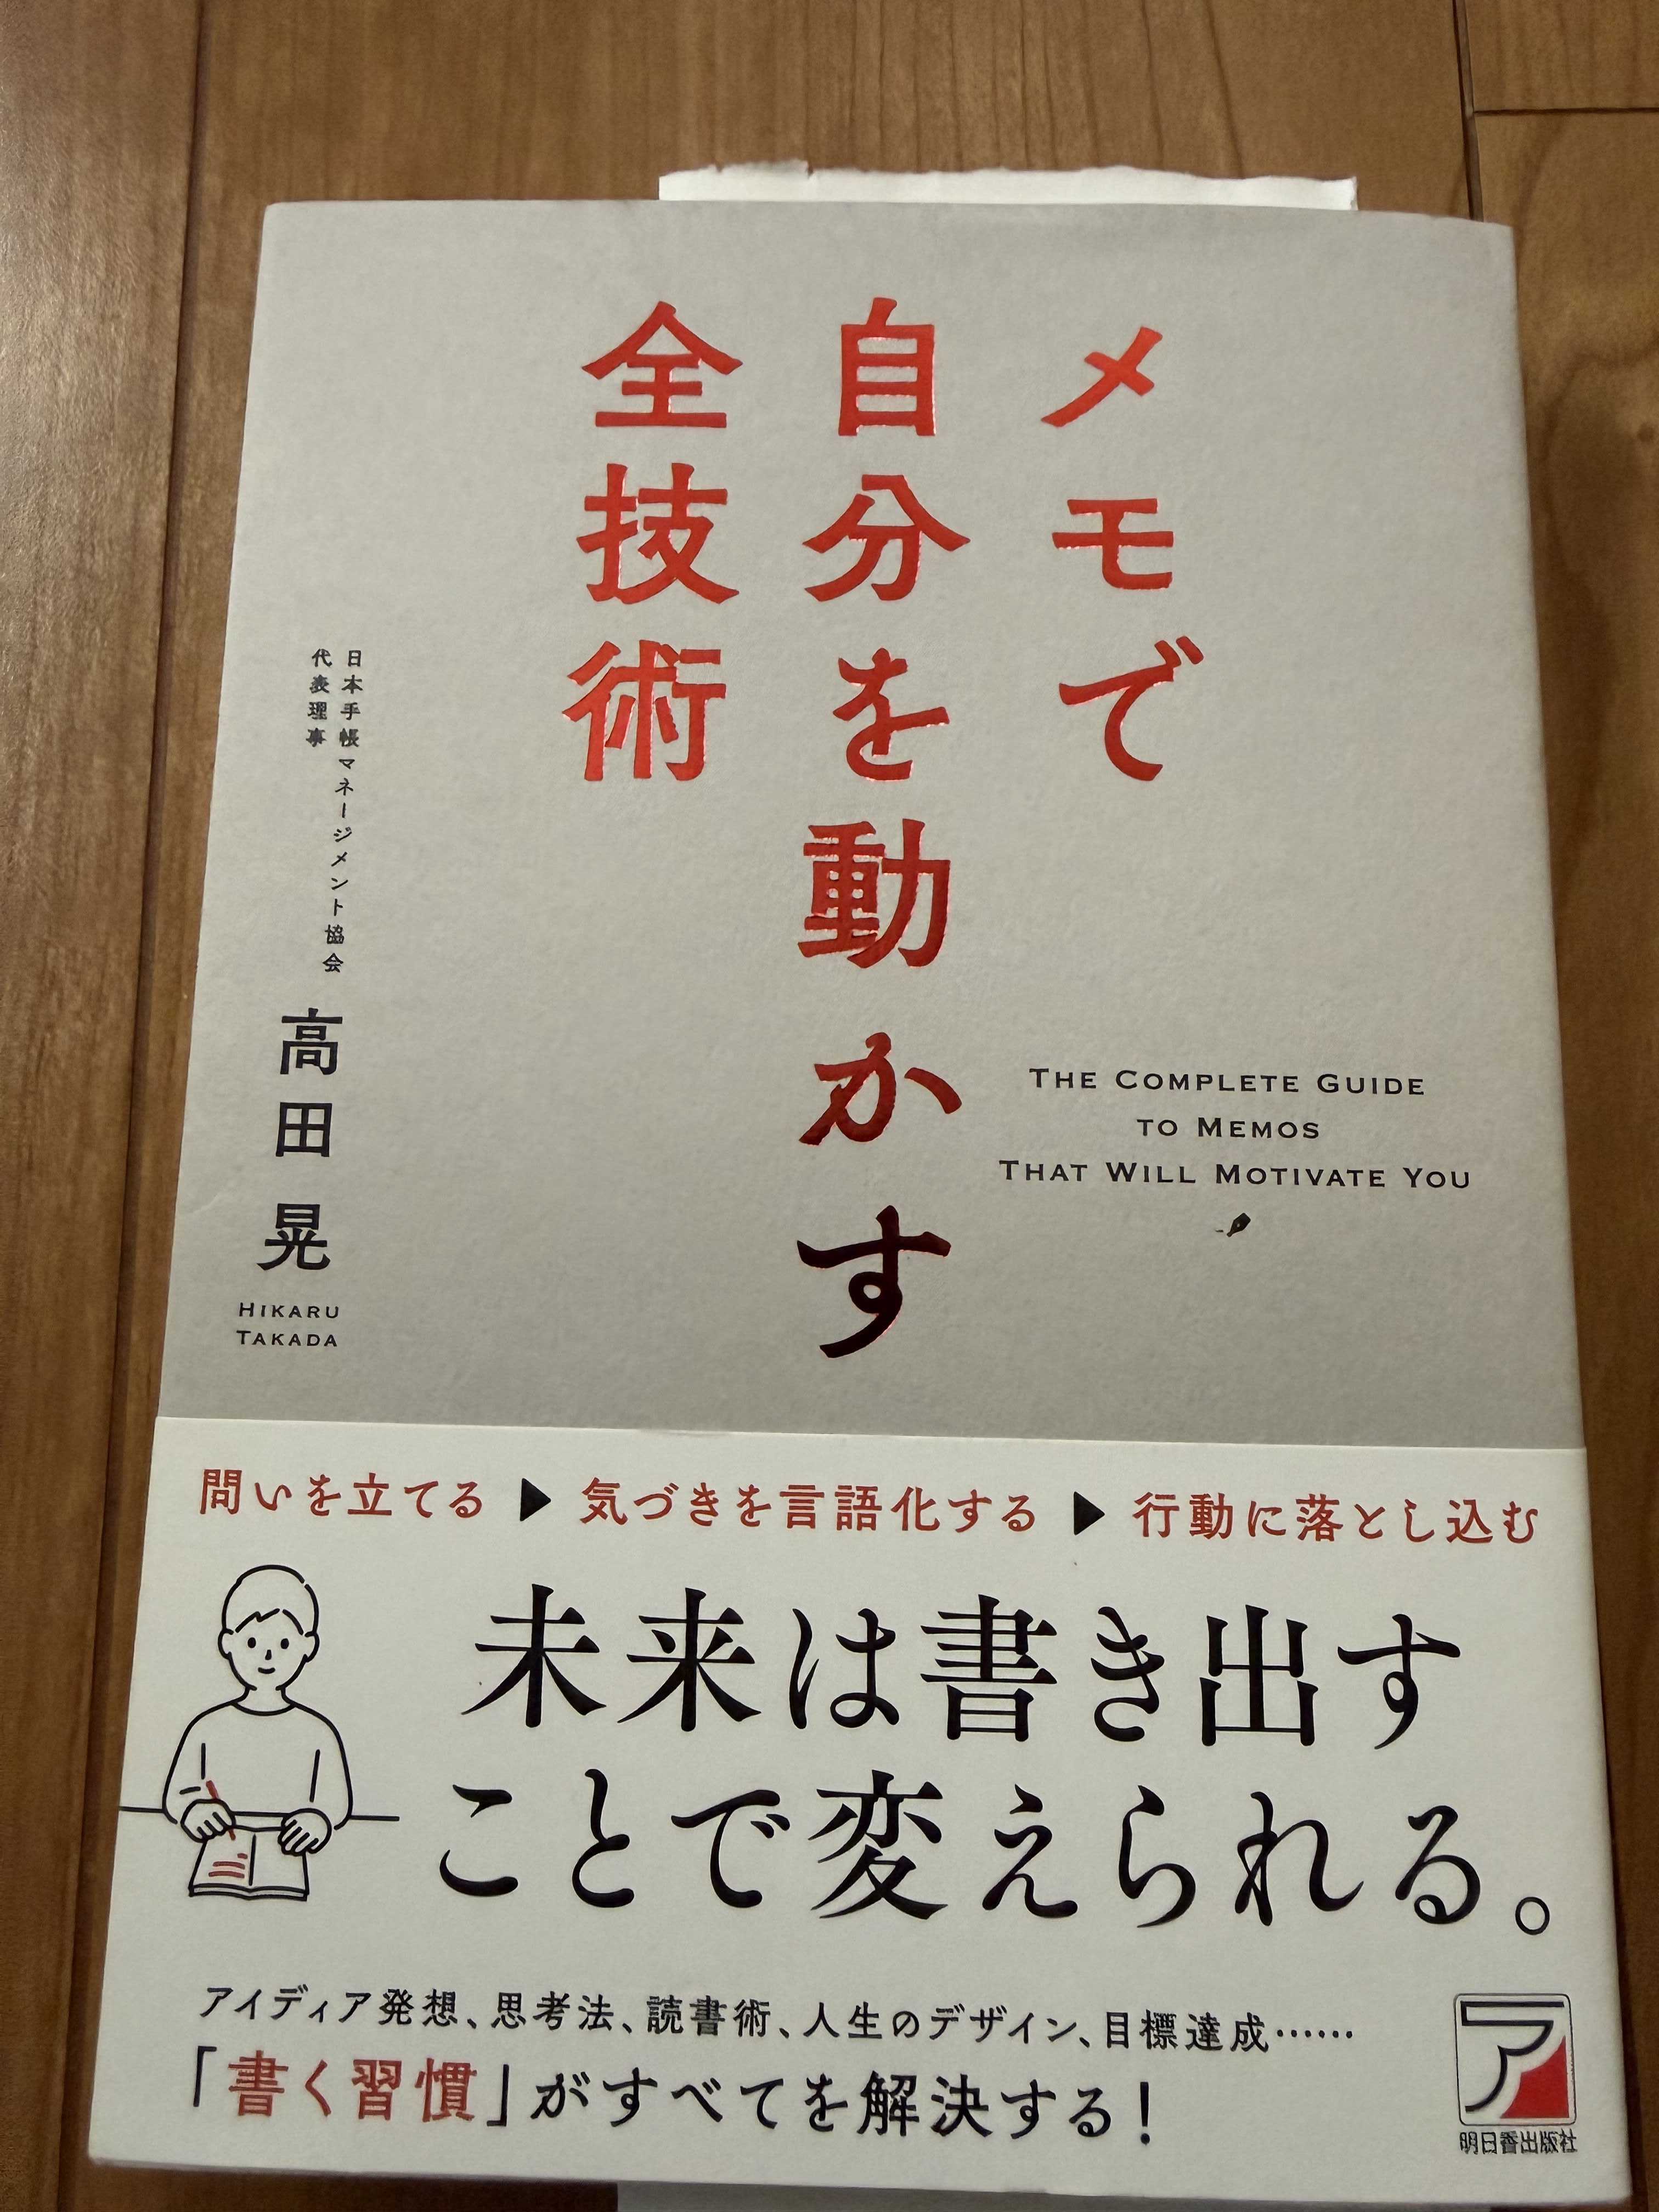 メモで
自分を動かす
全技術
THE COMPLETE GUIDE
TO MEMOS
THAT WILL MOTIVATE YOU
日本手帳マネージメント協会
代表理事
高田晃
HIKARU
TAKADA
問いを立てる▶気づきを言語化する▶行動に落とし込む
未来は書き出す
ことで変えられる。
アイディア発想、思考法、読書術、人生のデザイン、目標達成……
「書く習慣」がすべてを解決する!
ア
明日香出版社